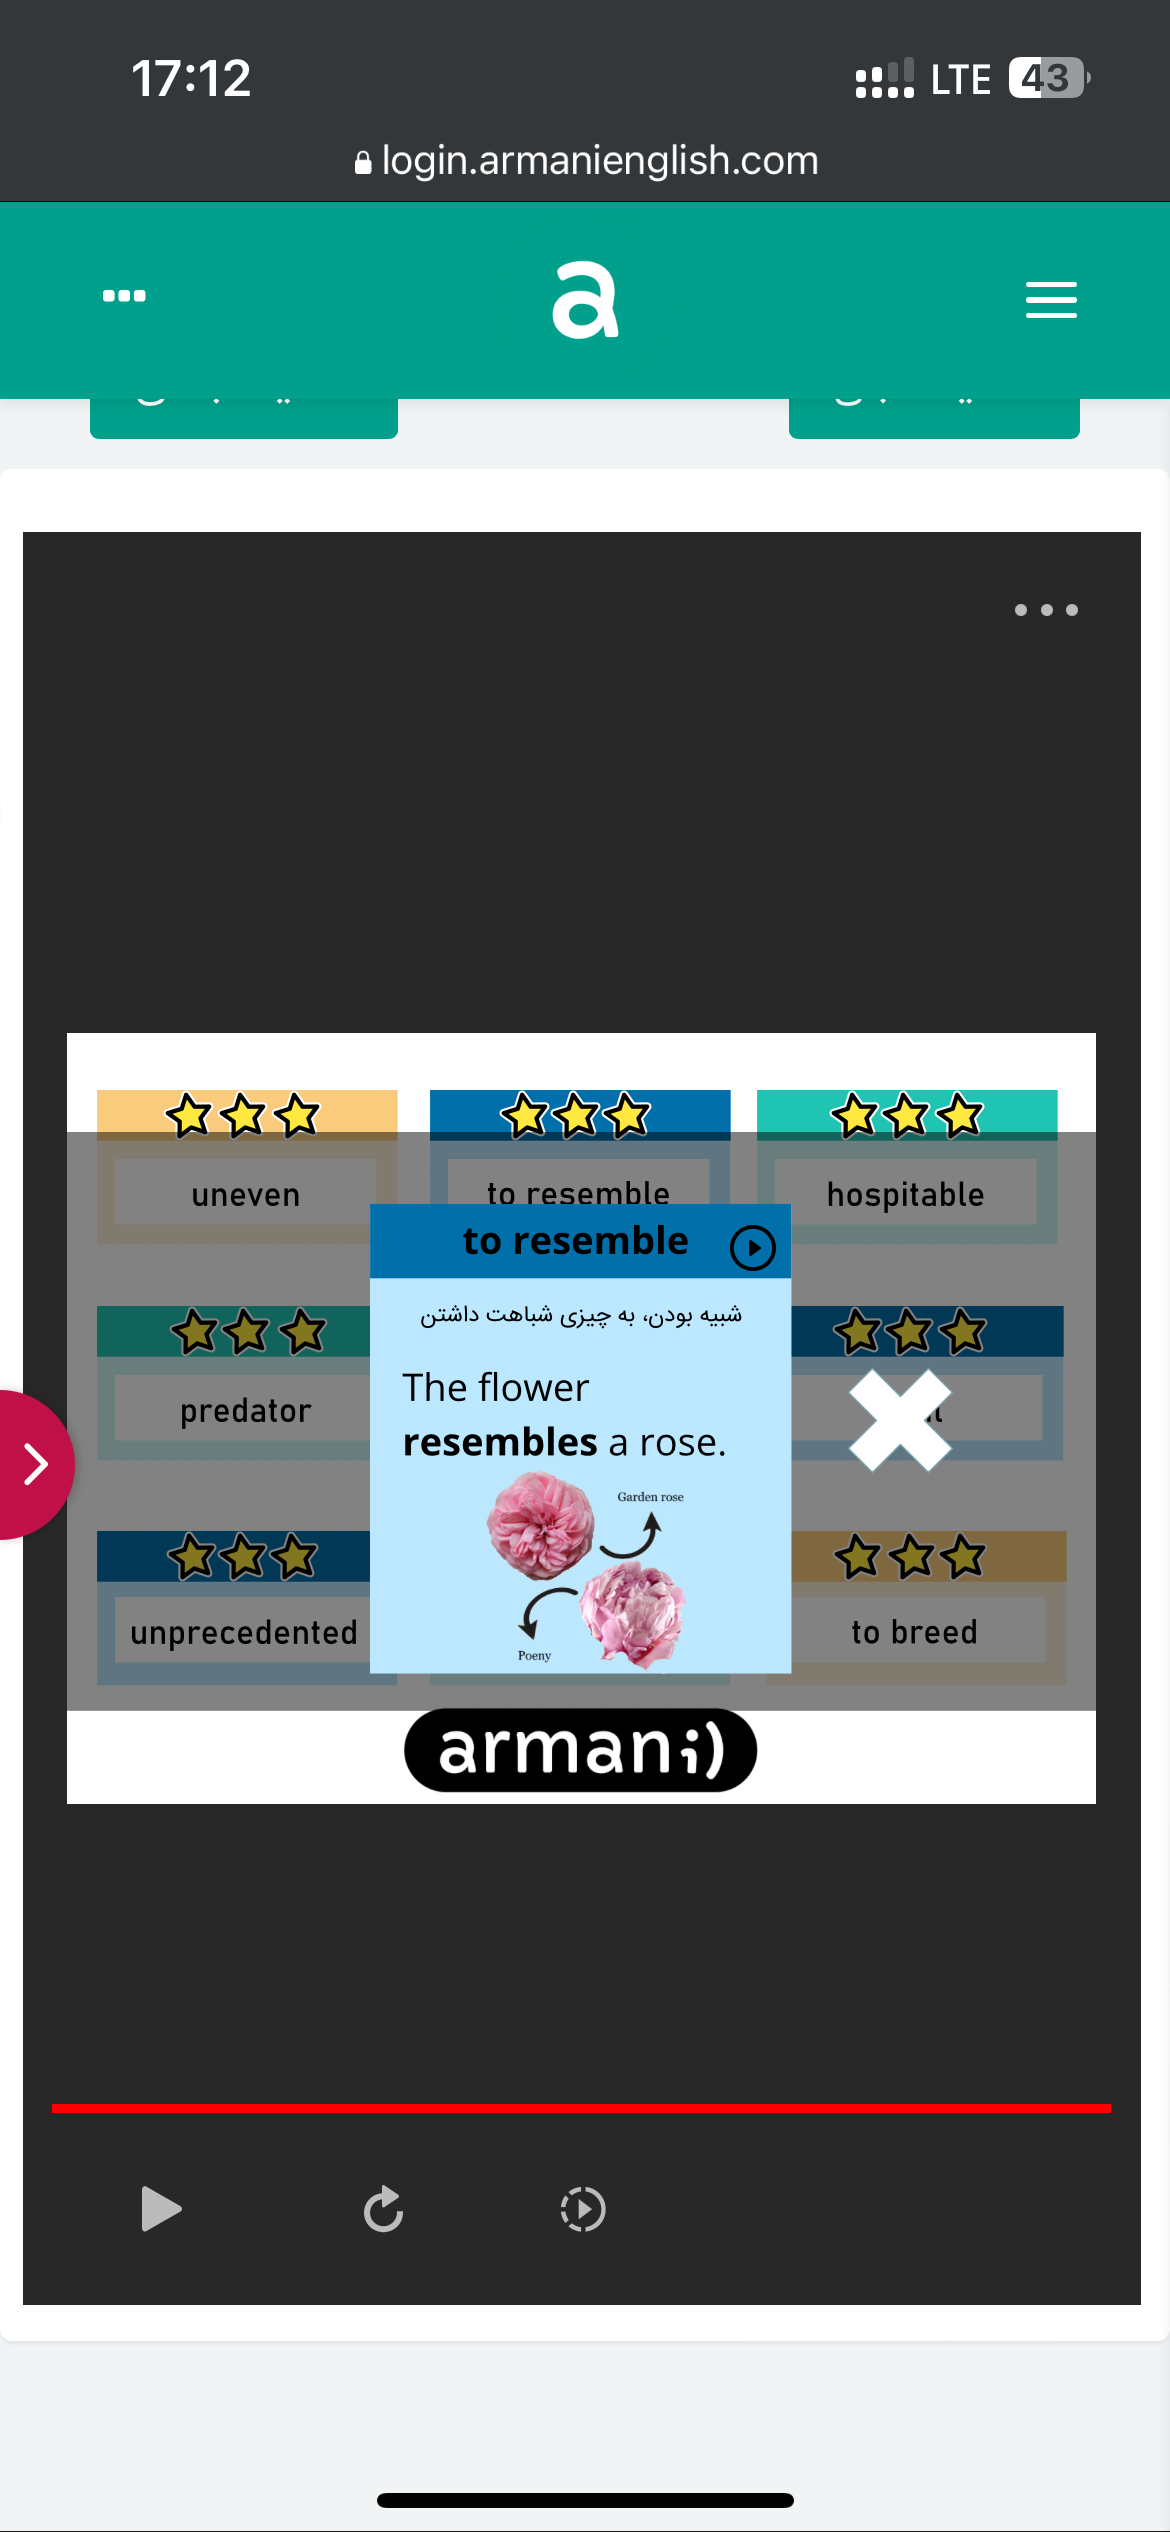 17:12
LTE 43
login.armanienglish.com
a
uneven
to resemble
hospitable
to resemble
شبیه بودن، به چیزی شباهت داشتن
The flower
resembles a rose.
predator
Garden rose
Poeny
unprecedented
to breed
armani)